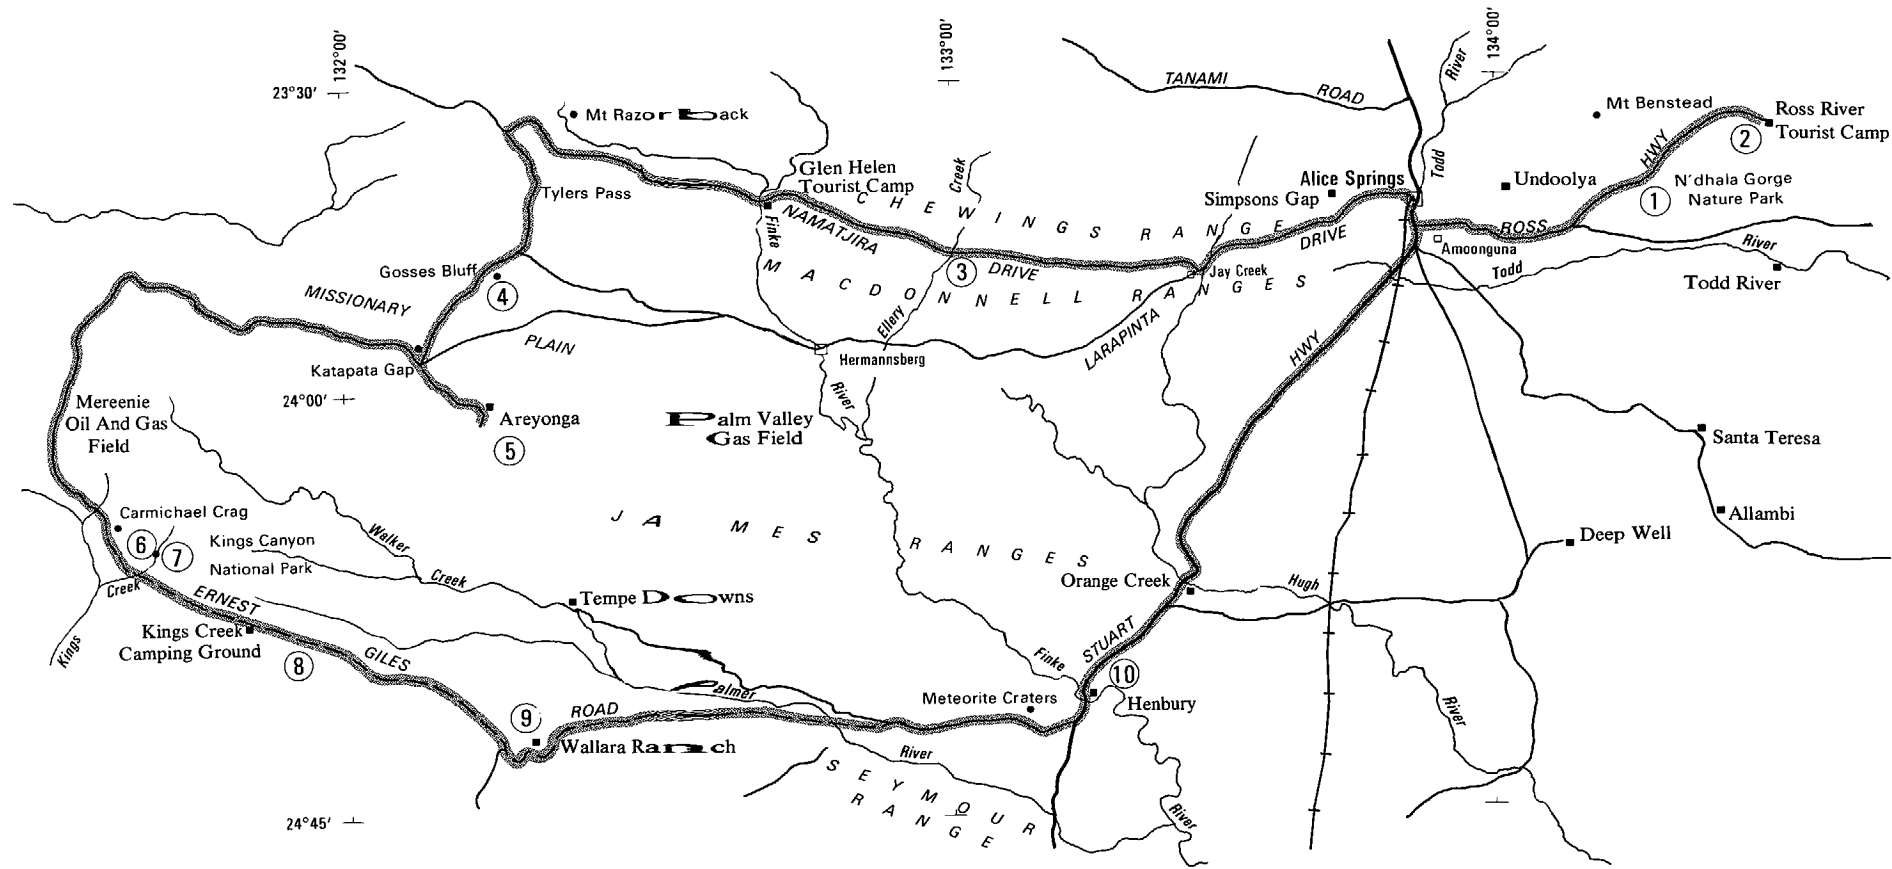 132°00'
133°00'
134°00'
23°30'
TANAMI
ROAD
River
Todd
Mt Razor Back
Mt Benstead
Ross River
Tourist Camp
2
HWY
Glen Helen
Tourist Camp
Creek
Alice Springs
Simpsons Gap
Undoolya
N'dhala Gorge
Nature Park
1
Tylers Pass
CHEWINGS RANGE
NAMATJIRA
DRIVE
DRIVE
ROSS
Amoonguna
Finke
3
Jay Creek
Todd
River
Todd River
Gosses Bluff
4
MACDONNELL RANGES
MISSIONARY
PLAIN
Ellery
LARAPINTA
HWY
Hermannsberg
Katapata Gap
River
24°00'
Mereenie
Oil And Gas
Field
Areyonga
5
Palm Valley
Gas Field
Santa Teresa
Carmichael Crag
6
7
Kings Canyon
National Park
Walker
Creek
JAMES
RANGES
Allambi
Deep Well
Orange Creek
Hugh
Creek
Kings
ERNEST
Tempe Downs
Kings Creek
Camping Ground
8
GILES
STUART
Finke
10
Palmer
Meteorite Craters
Henbury
River
9
ROAD
Wallara Ranch
River
SEYMOUR
RANGE
River
24°45'